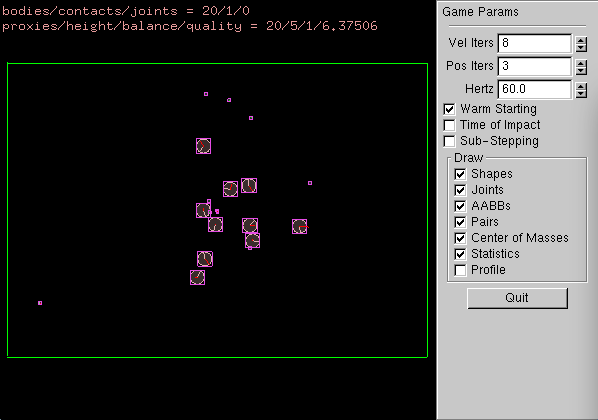 bodies/contacts/joints = 20/1/0
proxies/height/balance/quality = 20/5/1/6.37506
Game Params
Vel Iters 8
Pos Iters 3
Hertz 60.0
Warm Starting
Time of Impact
Sub-Stepping
Draw
Shapes
Joints
AABBs
Pairs
Center of Masses
Statistics
Profile
Quit